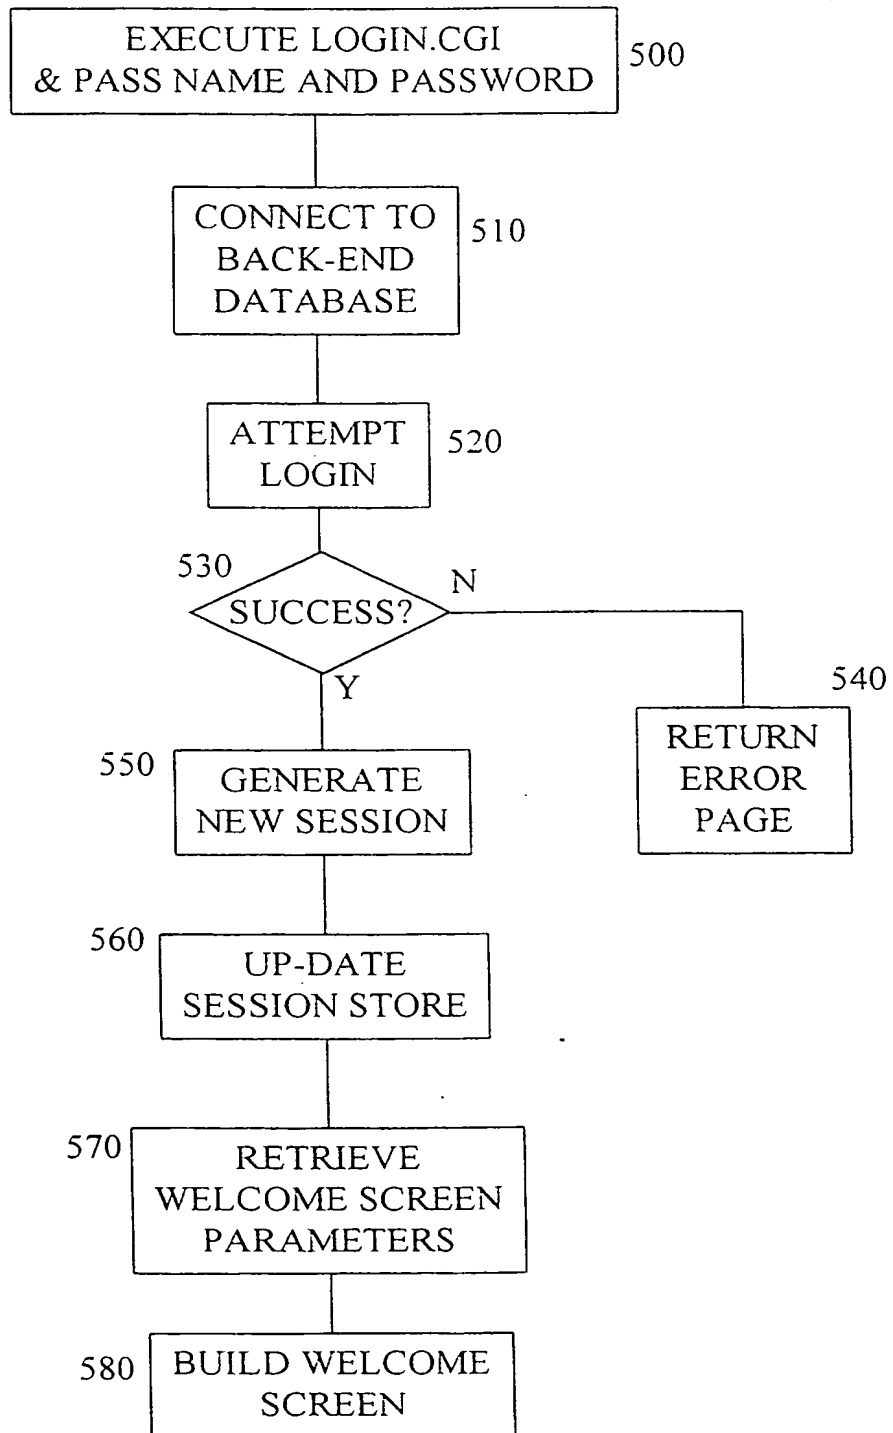 EXECUTE LOGIN.CGI
& PASS NAME AND PASSWORD
500
CONNECT TO
BACK-END
DATABASE
510
ATTEMPT
LOGIN
520
530
SUCCESS?
N
Y
540
RETURN
ERROR
PAGE
550
GENERATE
NEW SESSION
560
UP-DATE
SESSION STORE
570
RETRIEVE
WELCOME SCREEN
PARAMETERS
580
BUILD WELCOME
SCREEN